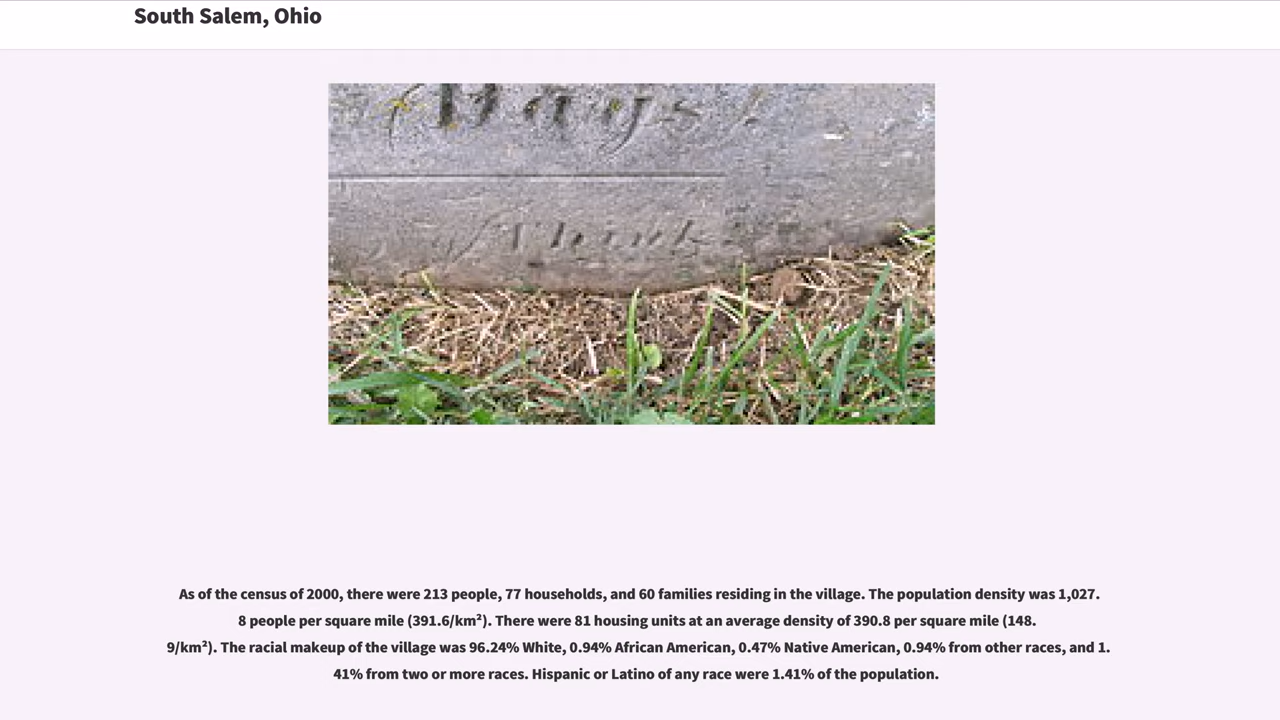 South Salem, Ohio
Days.
Think
As of the census of 2000, there were 213 people, 77 households, and 60 families residing in the village. The population density was 1,027.
8 people per square mile (391.6/km²). There were 81 housing units at an average density of 390.8 per square mile (148.
9/km²). The racial makeup of the village was 96.24% White, 0.94% African American, 0.47% Native American, 0.94% from other races, and 1.
41% from two or more races. Hispanic or Latino of any race were 1.41% of the population.